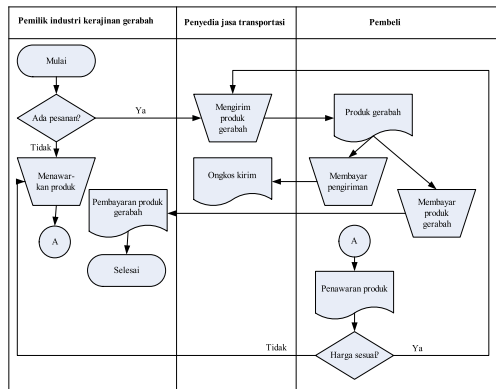 Pemilik industri kerajinan gerabah
Penyedia jasa transportasi
Pembeli
Mulai
Ada pesanan?
Ya
Mengirim
produk
gerabah
Produk gerabah
Tidak
Menawar-
kan produk
Ongkos kirim
Membayar
pengiriman
Pembayaran produk
gerabah
Membayar
produk
gerabah
A
A
Selesai
Penawaran produk
Tidak
Harga sesuai?
Ya